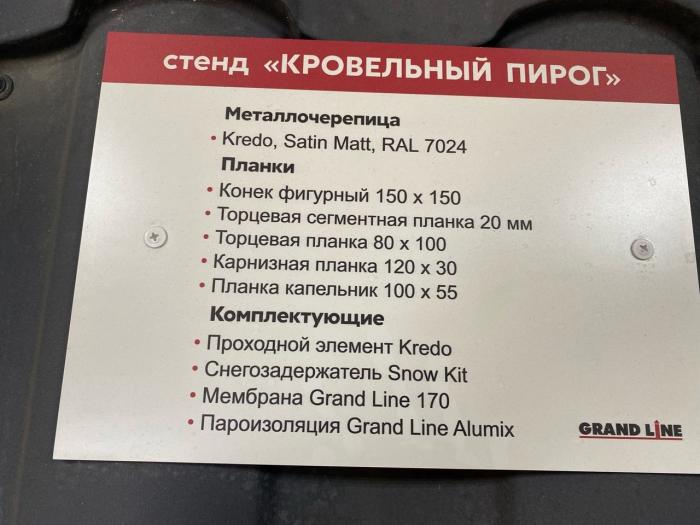 стенд «КРОВЕЛЬНЫЙ ПИРОГ»
Металлочерепица
• Kredo, Satin Matt, RAL 7024
Планки
• Конек фигурный 150 x 150
• Торцевая сегментная планка 20 мм
• Торцевая планка 80 x 100
• Карнизная планка 120 x 30
• Планка капельник 100 x 55
Комплектующие
• Проходной элемент Kredo
• Снегозадержатель Snow Kit
• Мембрана Grand Line 170
• Пароизоляция Grand Line Alumix
GRAND LINE